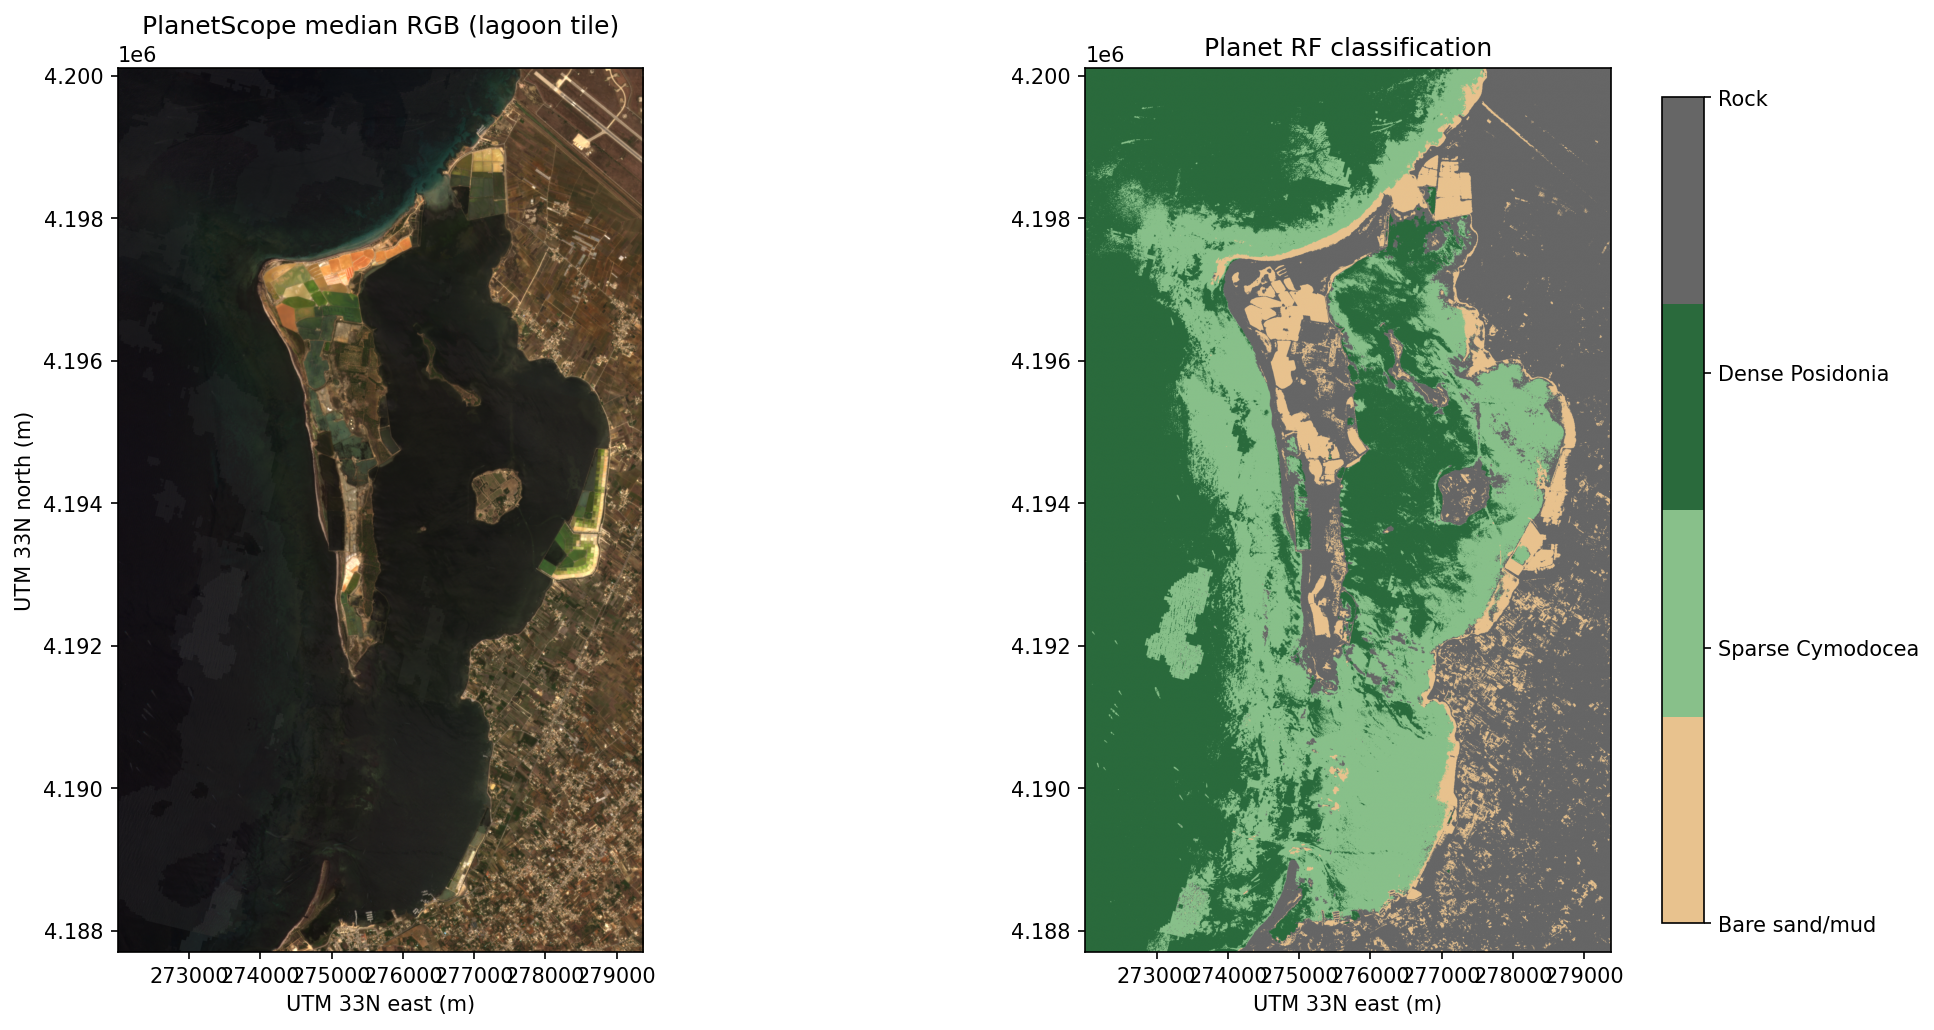 PlanetScope median RGB (lagoon tile)
1e6
4.200
4.198
4.196
4.194
4.192
4.190
4.188
UTM 33N north (m)
273000 274000 275000 276000 277000 278000 279000
UTM 33N east (m)
Planet RF classification
1e6
4.200
4.198
4.196
4.194
4.192
4.190
4.188
273000 274000 275000 276000 277000 278000 279000
UTM 33N east (m)
Rock
Dense Posidonia
Sparse Cymodocea
Bare sand/mud